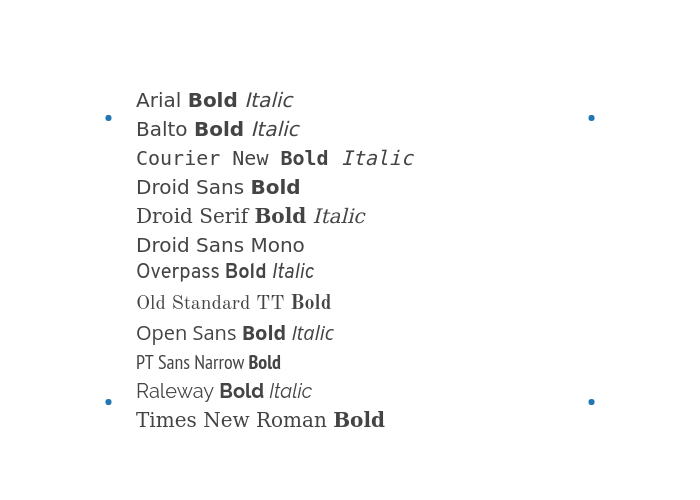 Arial Bold Italic
Balto Bold Italic
Courier New Bold Italic
Droid Sans Bold
Droid Serif Bold Italic
Droid Sans Mono
Overpass Bold Italic
Old Standard TT Bold
Open Sans Bold Italic
PT Sans Narrow Bold
Raleway Bold Italic
Times New Roman Bold